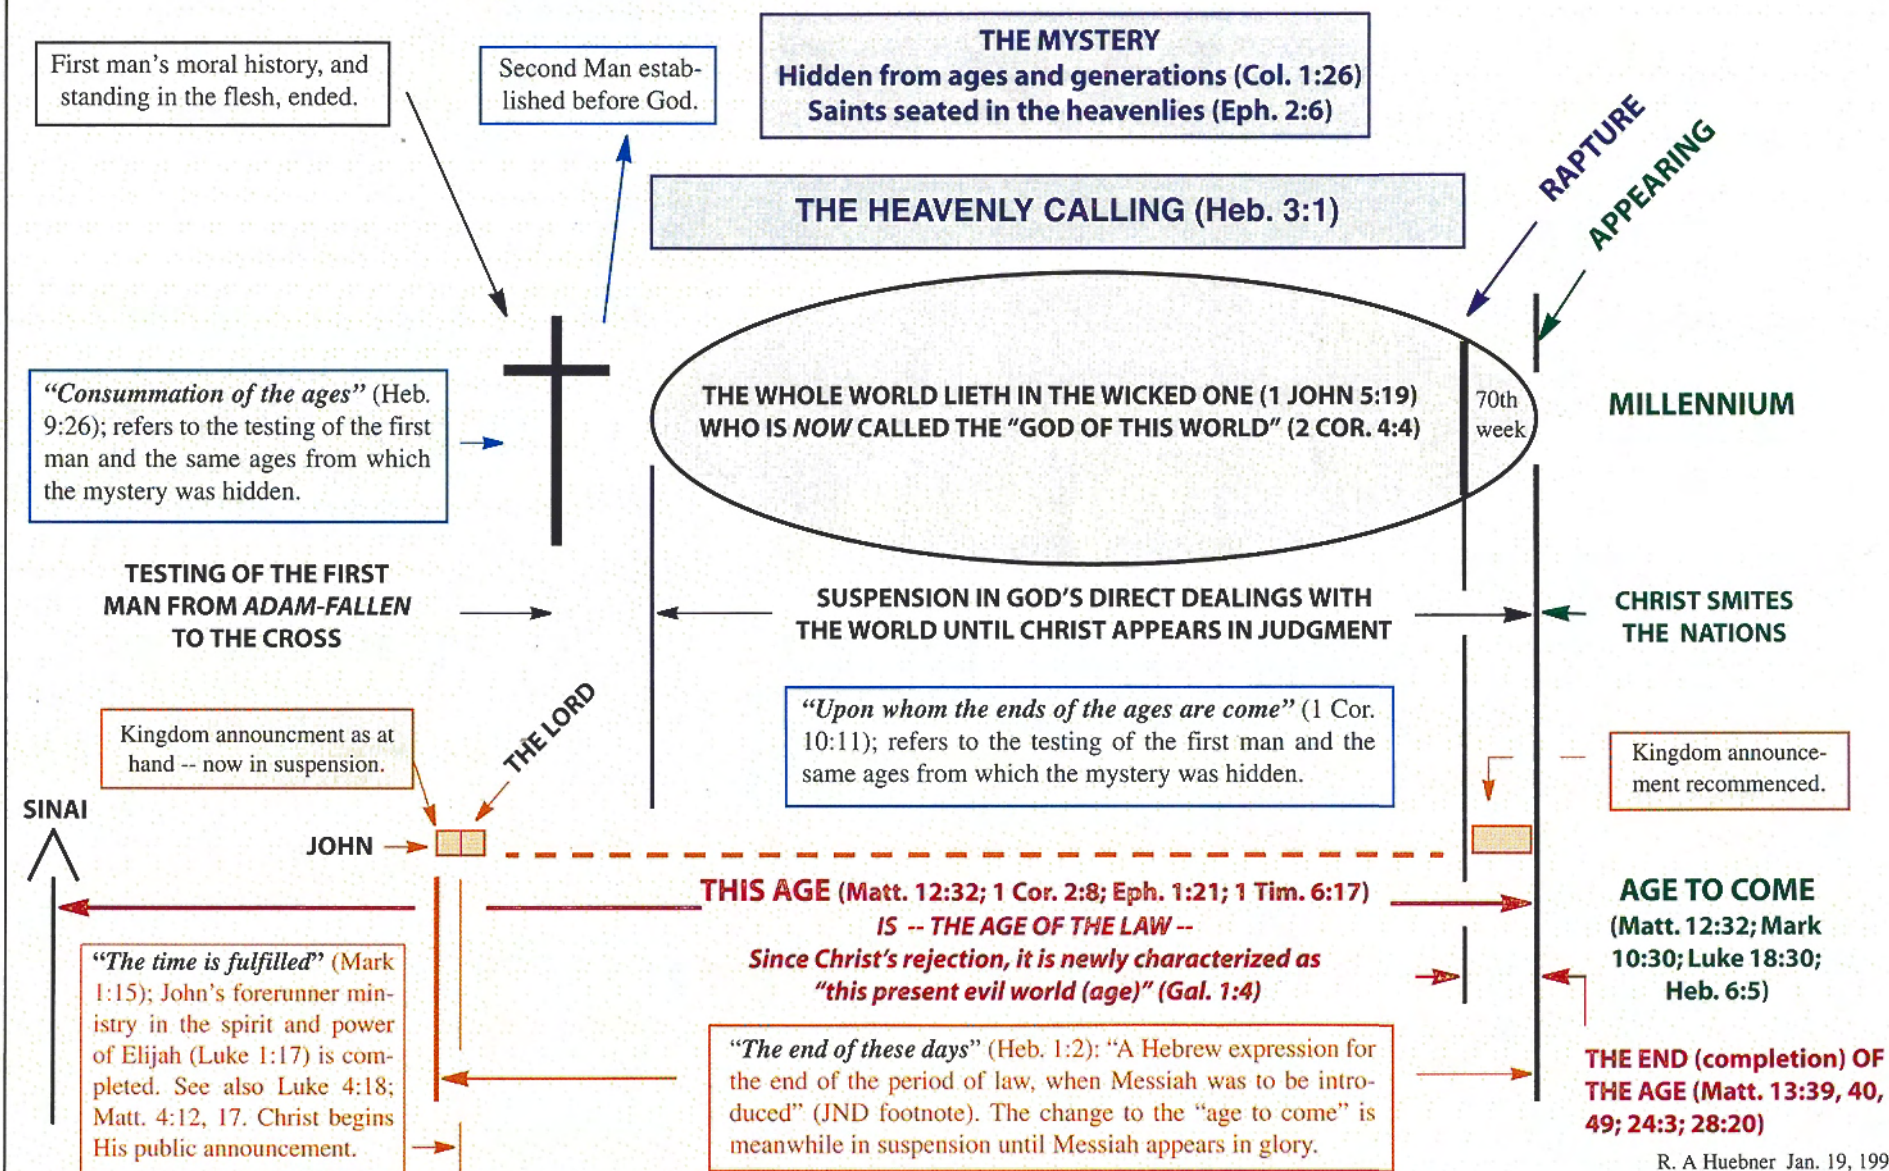 First man's moral history, and
standing in the flesh, ended.
Second Man estab-
lished before God.
THE MYSTERY
Hidden from ages and generations (Col. 1:26)
Saints seated in the heavenlies (Eph. 2:6)
THE HEAVENLY CALLING (Heb. 3:1)
RAPTURE
APPEARING
"Consummation of the ages" (Heb.
9:26); refers to the testing of the first
man and the same ages from which
the mystery was hidden.
THE WHOLE WORLD LIETH IN THE WICKED ONE (1 JOHN 5:19)
WHO IS NOW CALLED THE "GOD OF THIS WORLD" (2 COR. 4:4)
70th
week
MILLENNIUM
TESTING OF THE FIRST
MAN FROM ADAM-FALLEN
TO THE CROSS
SUSPENSION IN GOD'S DIRECT DEALINGS WITH
THE WORLD UNTIL CHRIST APPEARS IN JUDGMENT
CHRIST SMITES
THE NATIONS
Kingdom announcment as at
hand -- now in suspension.
THE LORD
"Upon whom the ends of the ages are come" (1 Cor.
10:11); refers to the testing of the first man and the
same ages from which the mystery was hidden.
Kingdom announce-
ment recommenced.
SINAI
JOHN
THIS AGE (Matt. 12:32; 1 Cor. 2:8; Eph. 1:21; 1 Tim. 6:17)
IS -- THE AGE OF THE LAW --
Since Christ's rejection, it is newly characterized as
"this present evil world (age)" (Gal. 1:4)
AGE TO COME
(Matt. 12:32; Mark
10:30; Luke 18:30;
Heb. 6:5)
"The time is fulfilled" (Mark
1:15); John's forerunner min-
istry in the spirit and power
of Elijah (Luke 1:17) is com-
pleted. See also Luke 4:18;
Matt. 4:12, 17. Christ begins
His public announcement.
"The end of these days" (Heb. 1:2): "A Hebrew expression for
the end of the period of law, when Messiah was to be intro-
duced" (JND footnote). The change to the "age to come" is
meanwhile in suspension until Messiah appears in glory.
THE END (completion) OF
THE AGE (Matt. 13:39, 40,
49; 24:3; 28:20)
R. A Huebner Jan. 19, 199